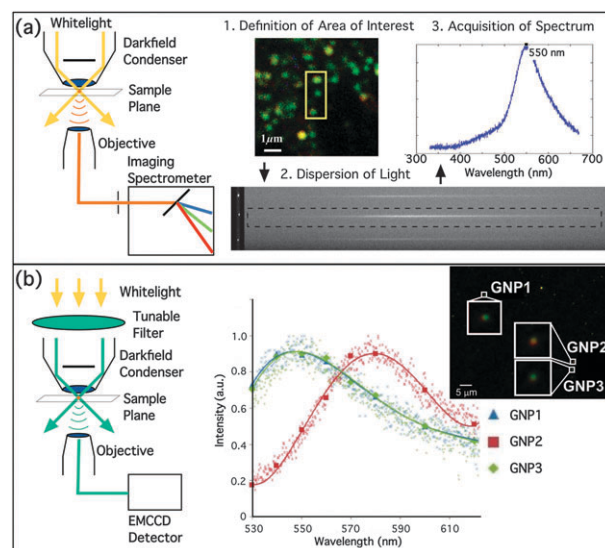 (a)
Whitelight
Darkfield
Condenser
Sample
Plane
Objective
Imaging
Spectrometer
1. Definition of Area of Interest
1µm
2. Dispersion of Light
3. Acquisition of Spectrum
550 nm
300 400 500 600 700
Wavelength (nm)
(b)
Whitelight
Tunable
Filter
Darkfield
Condenser
Sample
Plane
Objective
EMCCD
Detector
Intensity (a.u.)
1.0
0.8
0.6
0.4
0.2
0
530 550 570 590 610
Wavelength (nm)
GNP1
GNP2
GNP3
5 µm
GNP1
GNP2
GNP3